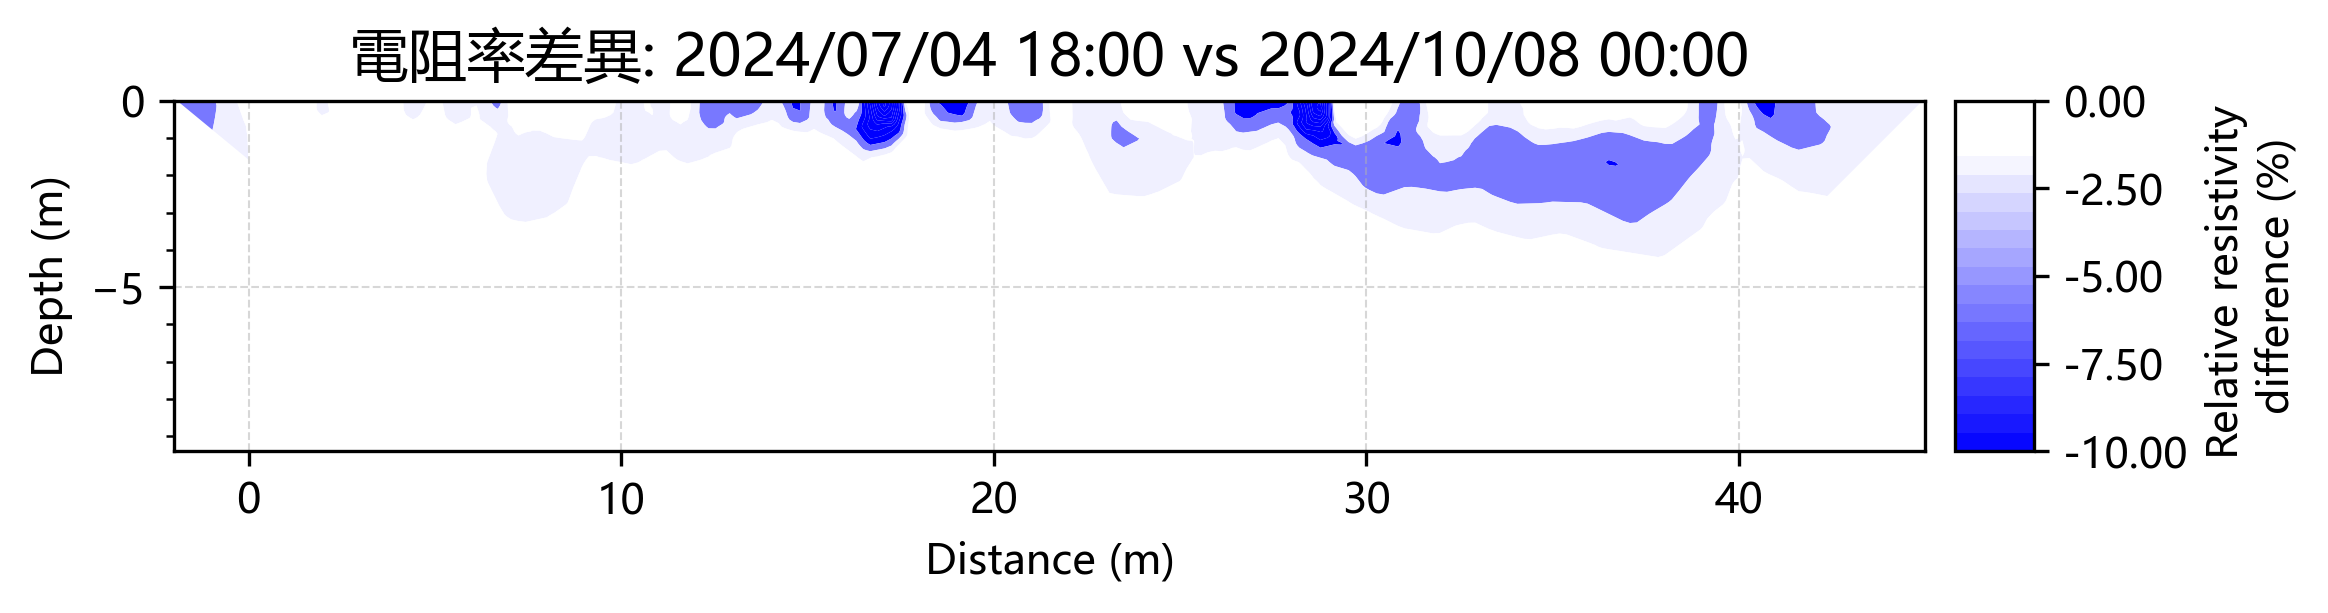 電阻率差異: 2024/07/04 18:00 vs 2024/10/08 00:00
0
−5
Depth (m)
0
10
20
30
40
Distance (m)
0.00
-2.50
-5.00
-7.50
-10.00
Relative resistivity
difference (%)